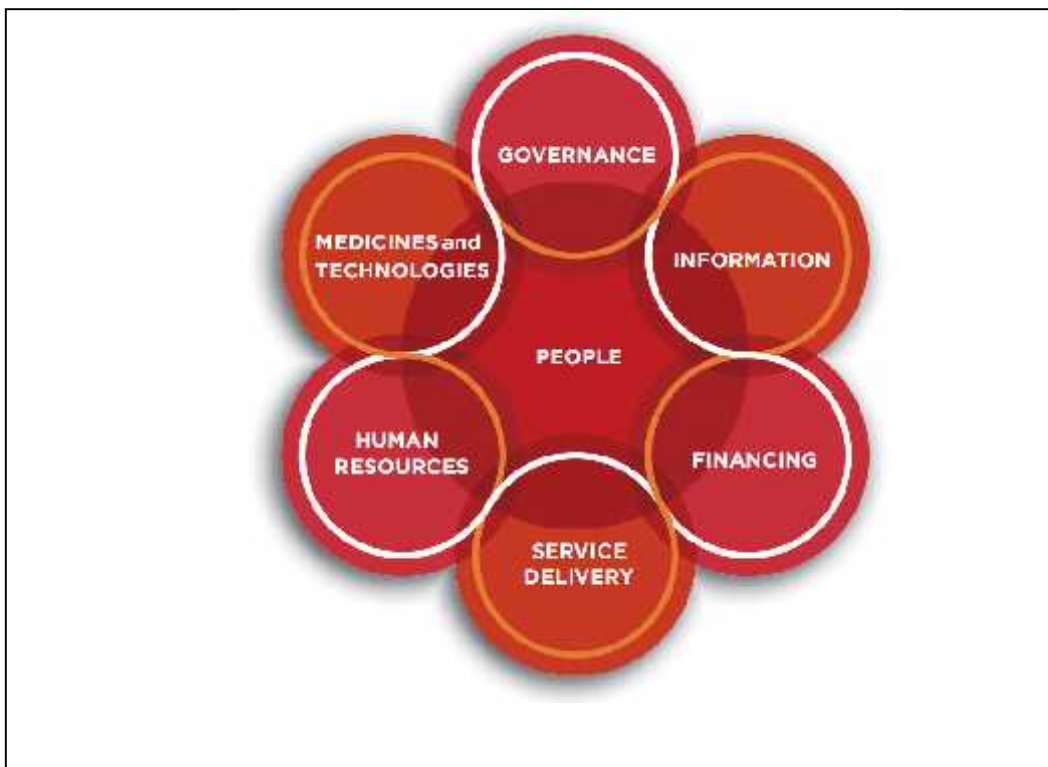 GOVERNANCE
MEDICINES and
TECHNOLOGIES
INFORMATION
PEOPLE
HUMAN
RESOURCES
FINANCING
SERVICE
DELIVERY